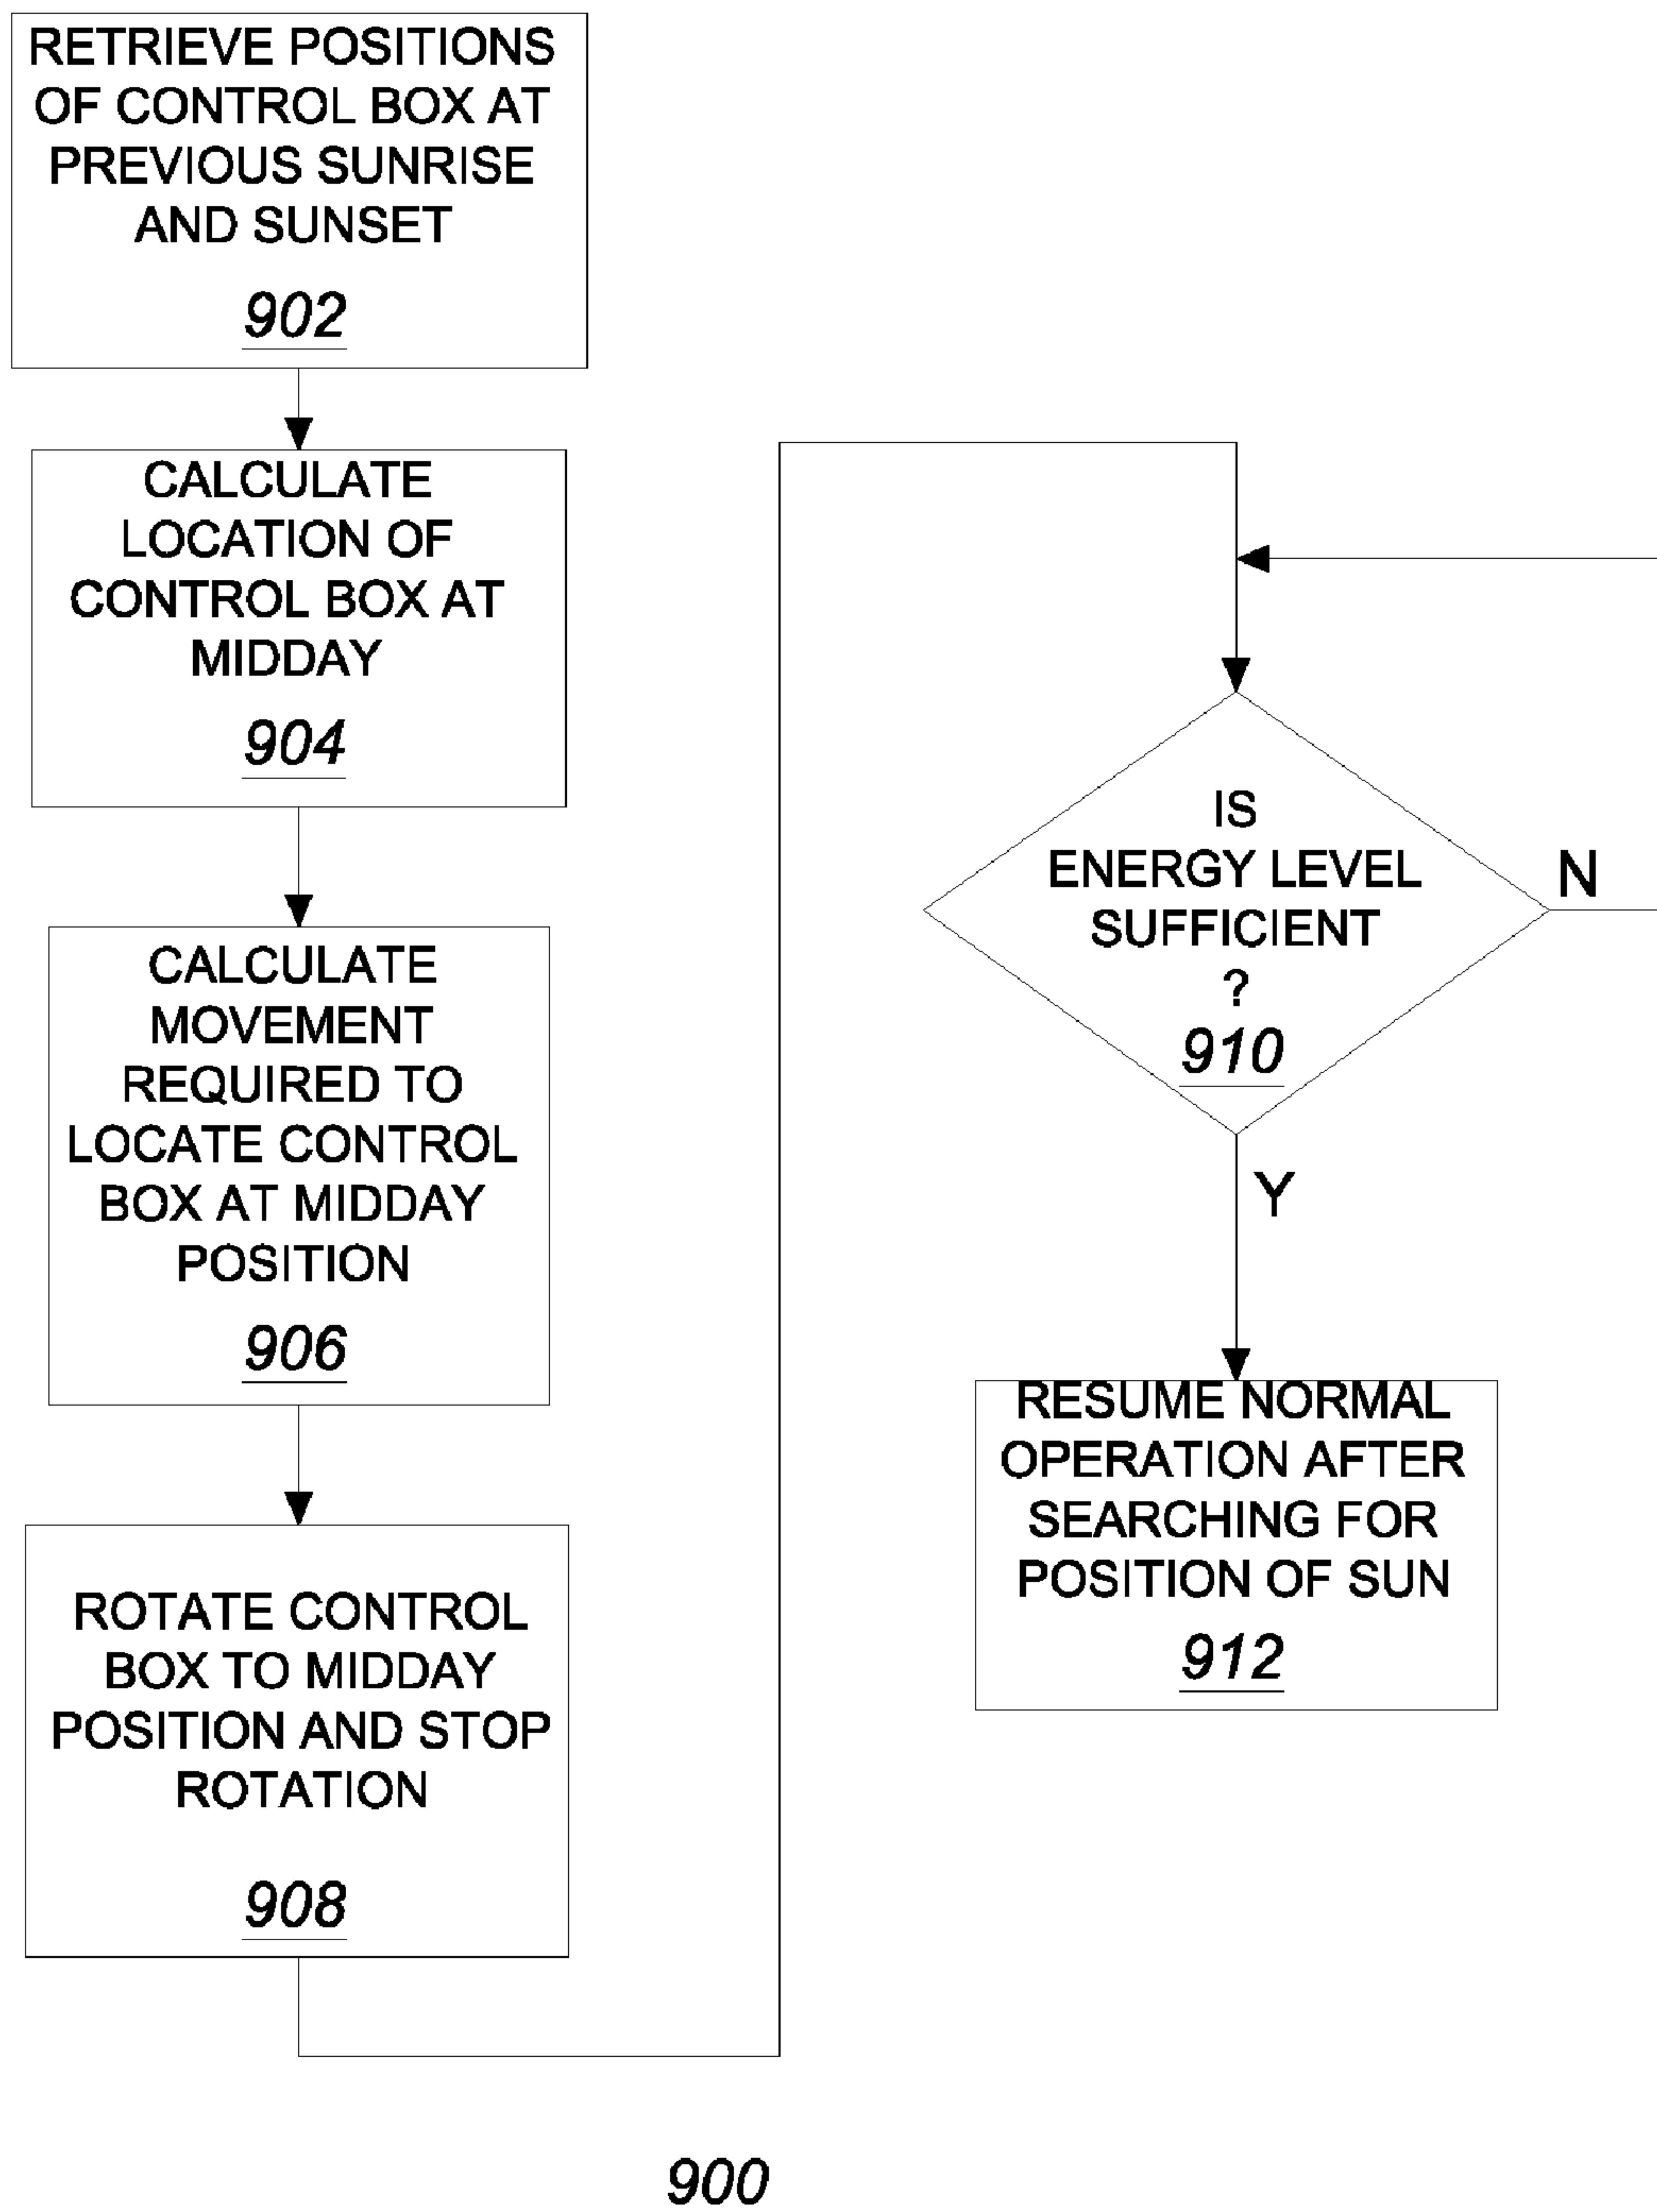 RETRIEVE POSITIONS
OF CONTROL BOX AT
PREVIOUS SUNRISE
AND SUNSET
902
CALCULATE
LOCATION OF
CONTROL BOX AT
MIDDAY
904
CALCULATE
MOVEMENT
REQUIRED TO
LOCATE CONTROL
BOX AT MIDDAY
POSITION
906
ROTATE CONTROL
BOX TO MIDDAY
POSITION AND STOP
ROTATION
908
IS
ENERGY LEVEL
SUFFICIENT
?
910
N
Y
RESUME NORMAL
OPERATION AFTER
SEARCHING FOR
POSITION OF SUN
912
900